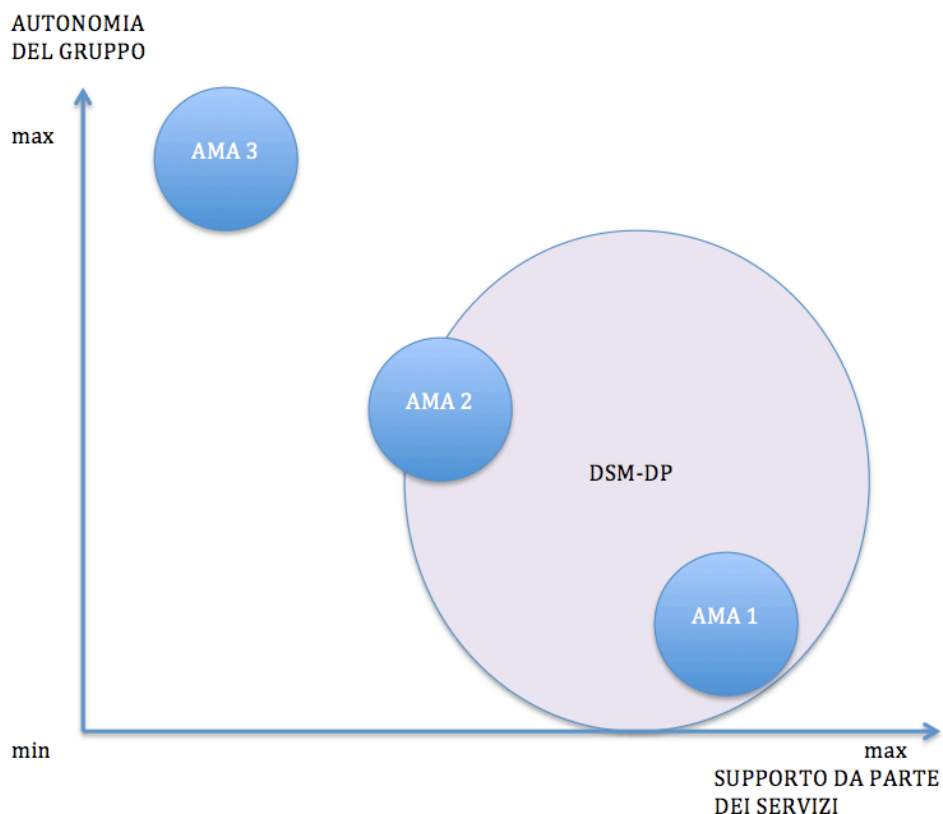 AUTONOMIA
DEL GRUPPO
max
AMA 3
AMA 2
DSM-DP
AMA 1
min
max
SUPPORTO DA PARTE
DEI SERVIZI